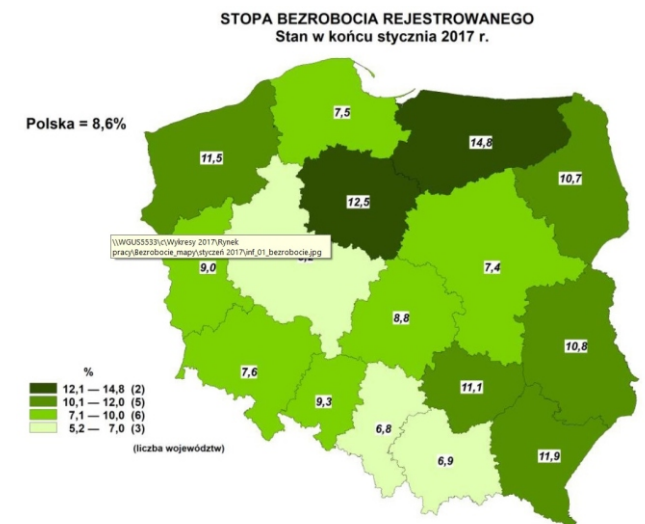 STOPA BEZROBOCIA REJESTROWANEGO
Stan w końcu stycznia 2017 r.
Polska = 8,6%
7,5
11,5
14,8
10,7
12,5
\\WGUS5533\c\Wykresy 2017\Rynek
pracy\Bezrobocie_mapy\styczeń 2017\inf_01_bezrobocie.jpg
9,0
7,4
8,8
10,8
7,6
9,3
11,1
6,8
6,9
11,9
%
12,1 — 14,8 (2)
10,1 — 12,0 (5)
7,1 — 10,0 (6)
5,2 — 7,0 (3)
(liczba województw)